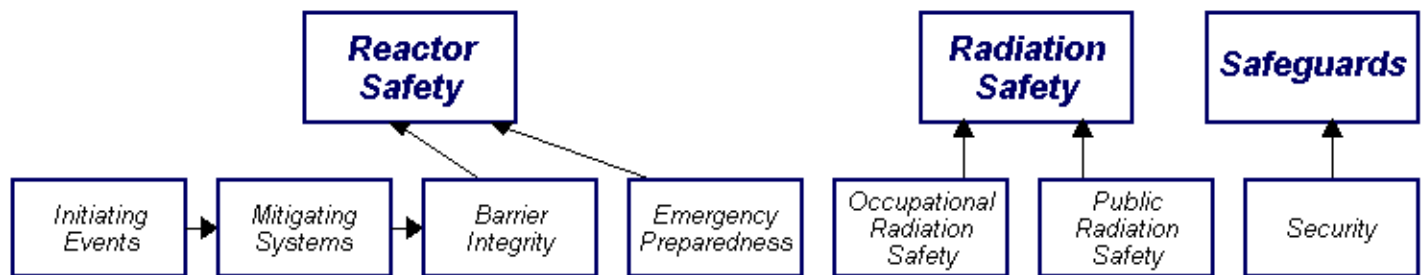 Reactor
Safety
Radiation
Safety
Safeguards
Initiating
Events
Mitigating
Systems
Barrier
Integrity
Emergency
Preparedness
Occupational
Radiation
Safety
Public
Radiation
Safety
Security